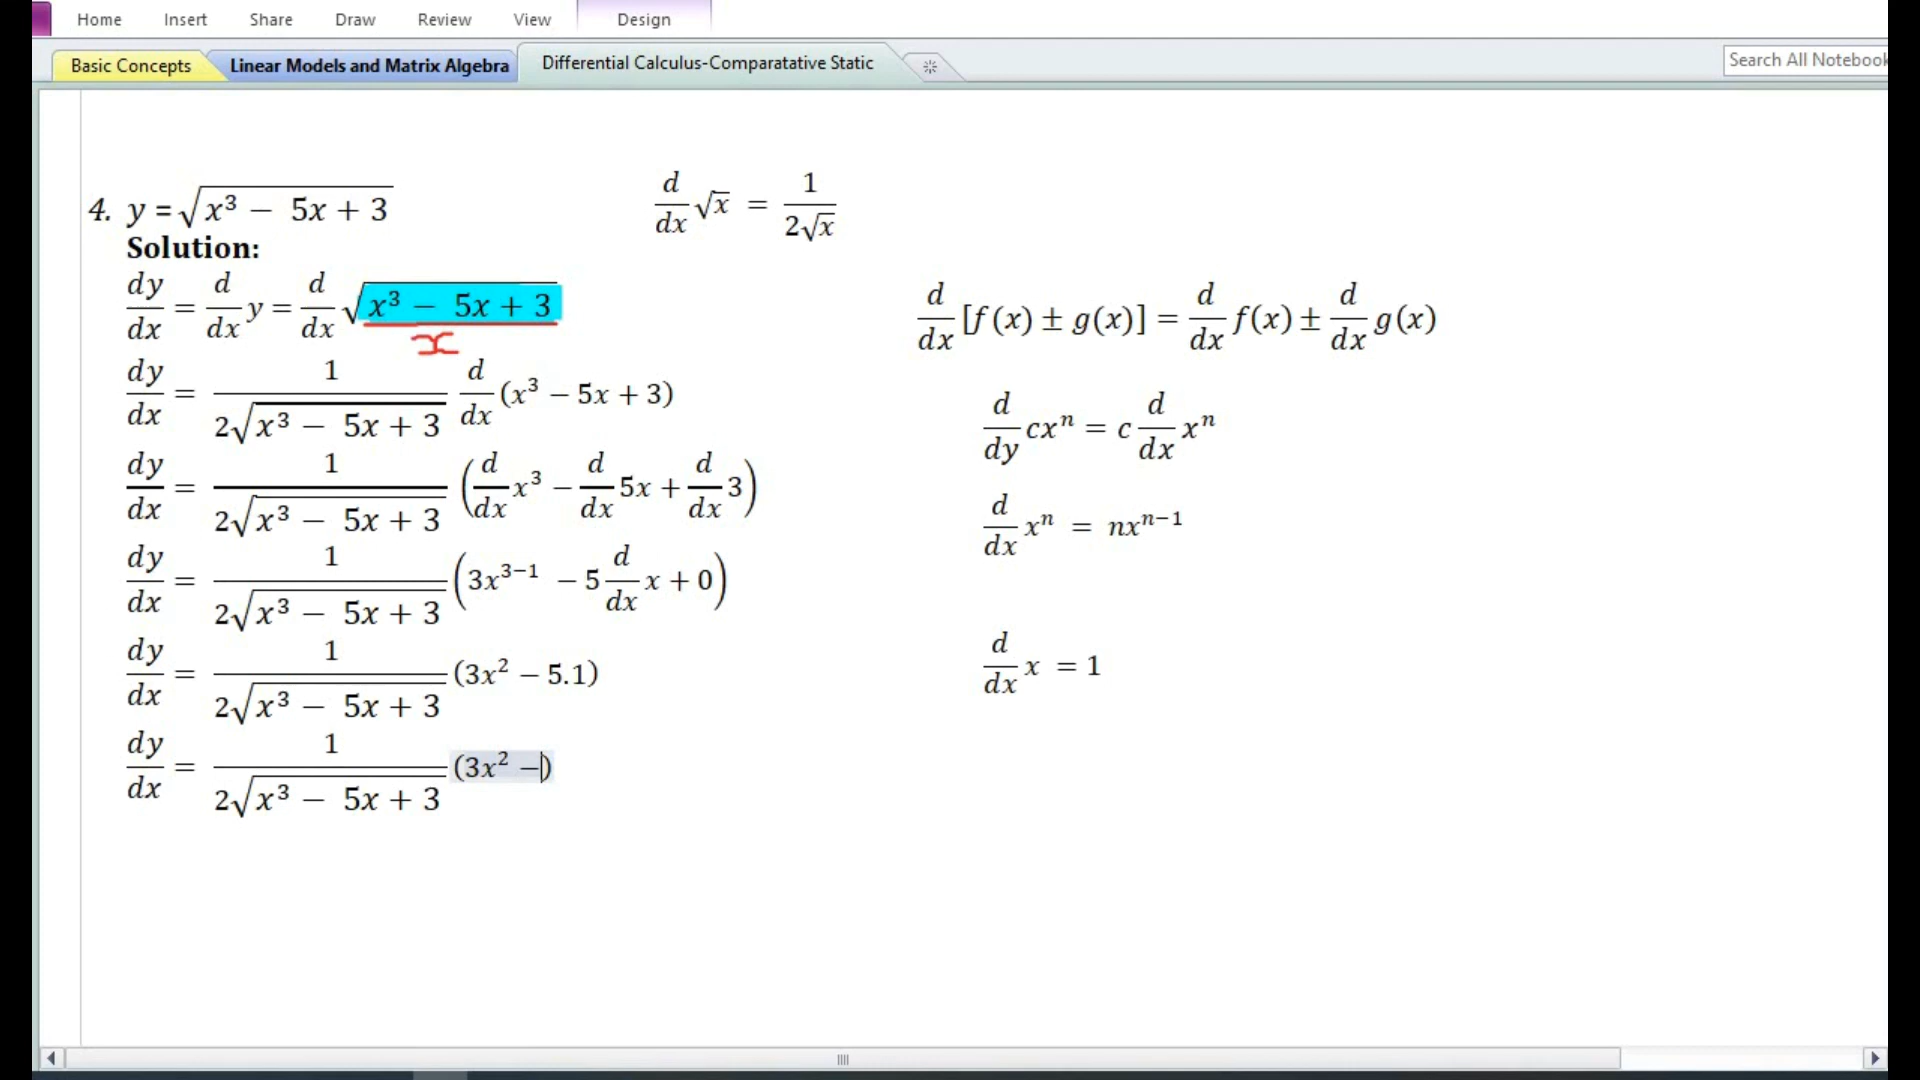 Home Insert Share Draw Review View Design
Basic Concepts Linear Models and Matrix Algebra Differential Calculus-Comparatative Static Search All Notebook
4. y = √(x³ − 5x + 3)
d/dx √x = 1/(2√x)
Solution:
dy/dx = d/dx y = d/dx √(x³ − 5x + 3)
x
dy/dx = 1/(2√(x³ − 5x + 3)) d/dx (x³ − 5x + 3)
dy/dx = 1/(2√(x³ − 5x + 3)) (d/dx x³ − d/dx 5x + d/dx 3)
dy/dx = 1/(2√(x³ − 5x + 3)) (3x³⁻¹ − 5 d/dx x + 0)
dy/dx = 1/(2√(x³ − 5x + 3)) (3x² − 5.1)
dy/dx = 1/(2√(x³ − 5x + 3)) (3x² −)
d/dx [f(x) ± g(x)] = d/dx f(x) ± d/dx g(x)
d/dy cxⁿ = c d/dx xⁿ
d/dx xⁿ = nxⁿ⁻¹
d/dx x = 1